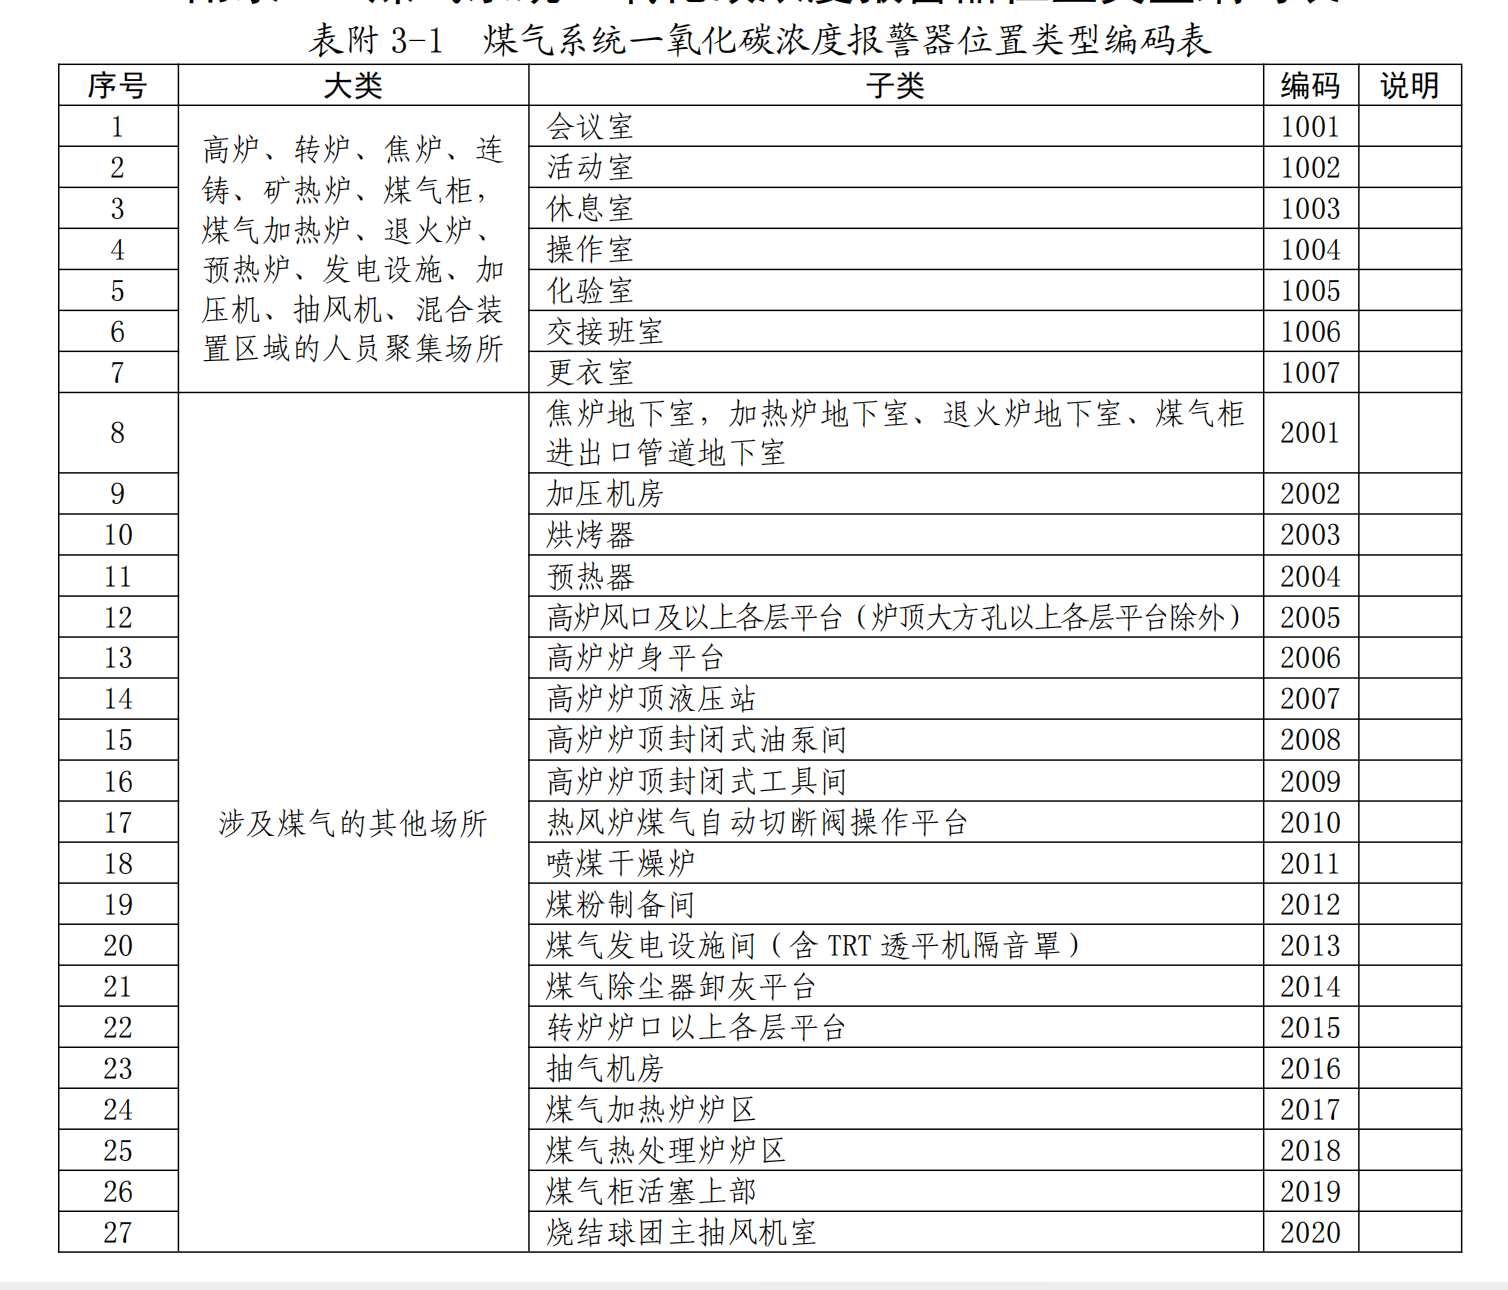 表附 3-1 煤气系统一氧化碳浓度报警器位置类型编码表
序号 大类 子类 编码 说明
高炉、转炉、焦炉、连
铸、矿热炉、煤气柜，
煤气加热炉、退火炉、
预热炉、发电设施、加
压机、抽风机、混合装
置区域的人员聚集场所
1 会议室 1001
2 活动室 1002
3 休息室 1003
4 操作室 1004
5 化验室 1005
6 交接班室 1006
7 更衣室 1007
涉及煤气的其他场所
8 焦炉地下室，加热炉地下室、退火炉地下室、煤气柜
进出口管道地下室 2001
9 加压机房 2002
10 烘烤器 2003
11 预热器 2004
12 高炉风口及以上各层平台（炉顶大方孔以上各层平台除外） 2005
13 高炉炉身平台 2006
14 高炉炉顶液压站 2007
15 高炉炉顶封闭式油泵间 2008
16 高炉炉顶封闭式工具间 2009
17 热风炉煤气自动切断阀操作平台 2010
18 喷煤干燥炉 2011
19 煤粉制备间 2012
20 煤气发电设施间（含 TRT 透平机隔音罩） 2013
21 煤气除尘器卸灰平台 2014
22 转炉炉口以上各层平台 2015
23 抽气机房 2016
24 煤气加热炉炉区 2017
25 煤气热处理炉炉区 2018
26 煤气柜活塞上部 2019
27 烧结球团主抽风机室 2020